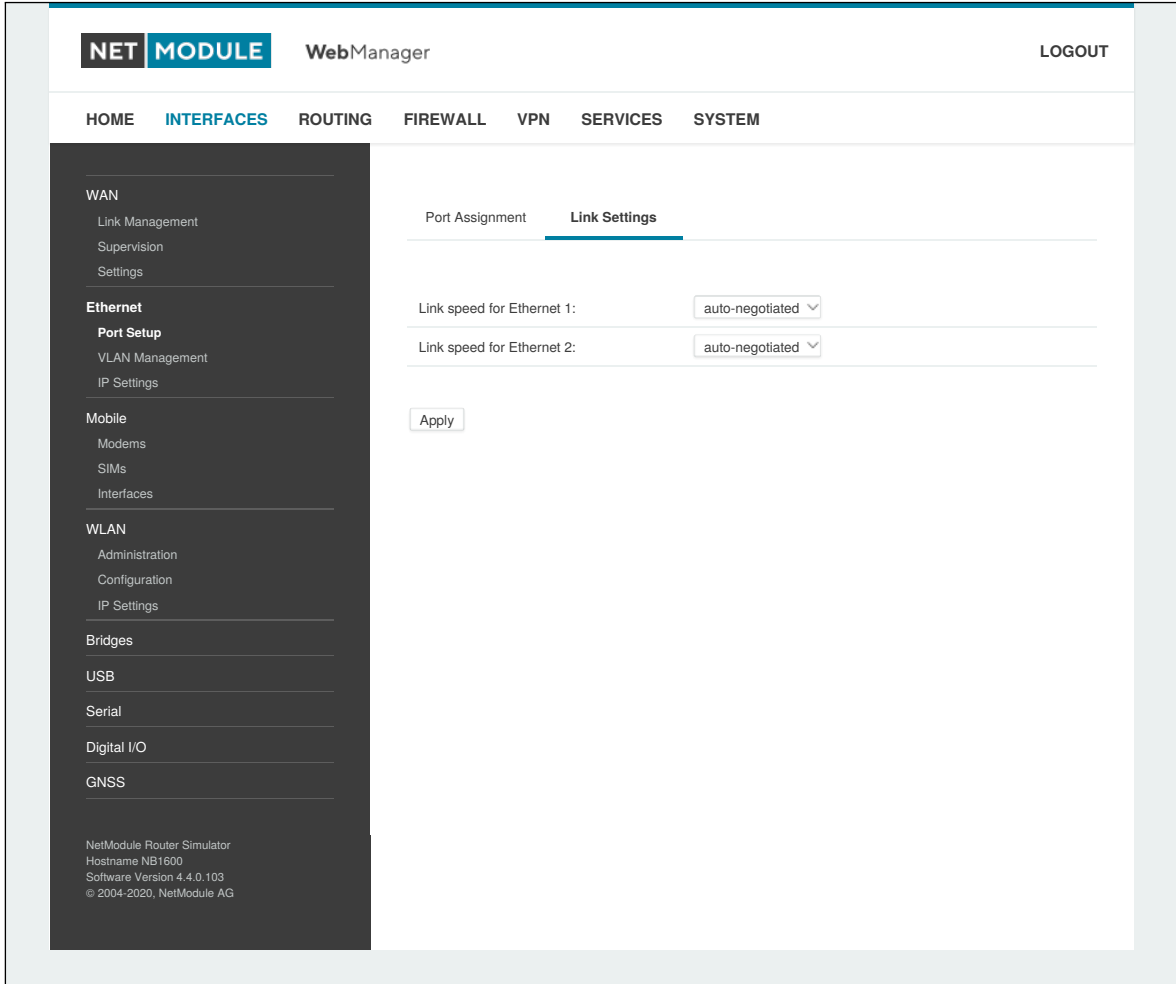 NET MODULE WebManager LOGOUT
HOME INTERFACES ROUTING FIREWALL VPN SERVICES SYSTEM
WAN
Link Management
Supervision
Settings
Ethernet
Port Setup
VLAN Management
IP Settings
Mobile
Modems
SIMs
Interfaces
WLAN
Administration
Configuration
IP Settings
Bridges
USB
Serial
Digital I/O
GNSS
NetModule Router Simulator
Hostname NB1600
Software Version 4.4.0.103
© 2004-2020, NetModule AG
Port Assignment Link Settings
Link speed for Ethernet 1: auto-negotiated
Link speed for Ethernet 2: auto-negotiated
Apply